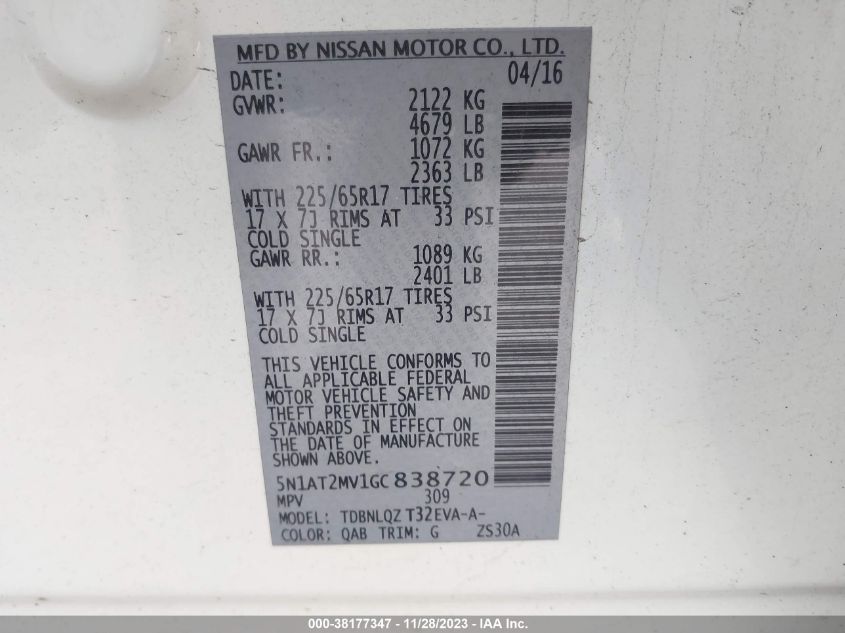 MFD BY NISSAN MOTOR CO., LTD.
DATE: 04/16
GVWR: 2122 KG
4679 LB
GAWR FR.: 1072 KG
2363 LB
WITH 225/65R17 TIRES
17 X 7J RIMS AT 33 PSI
COLD SINGLE
GAWR RR.: 1089 KG
2401 LB
WITH 225/65R17 TIRES
17 X 7J RIMS AT 33 PSI
COLD SINGLE
THIS VEHICLE CONFORMS TO
ALL APPLICABLE FEDERAL
MOTOR VEHICLE SAFETY AND
THEFT PREVENTION
STANDARDS IN EFFECT ON
THE DATE OF MANUFACTURE
SHOWN ABOVE.
5N1AT2MV1GC838720
MPV 309
MODEL: TDBNLQZ T32EVA-A-
COLOR: QAB TRIM: G ZS30A
000-38177347 - 11/28/2023 - IAA Inc.